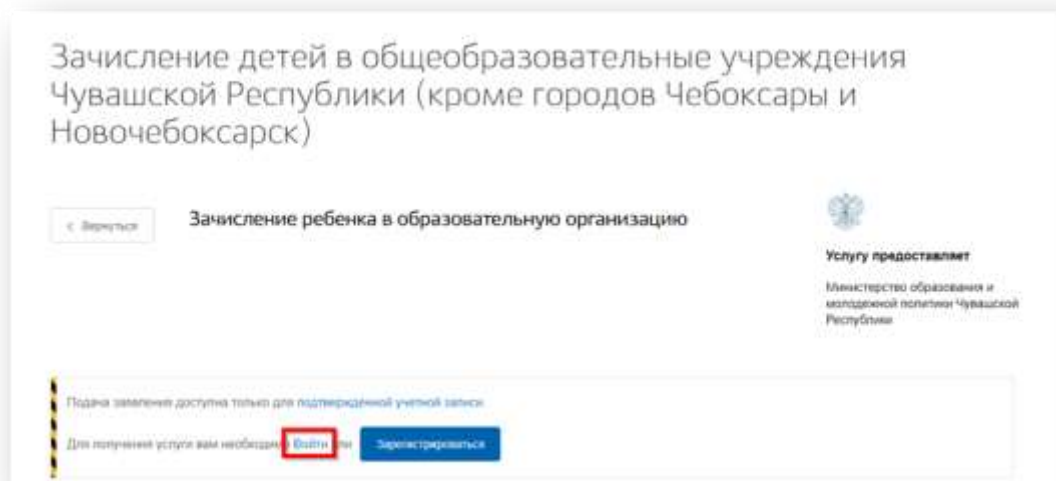 Зачисление детей в общеобразовательные учреждения
Чувашской Республики (кроме городов Чебоксары и
Новочебоксарск)
< Вернуться
Зачисление ребенка в образовательную организацию
Услугу предоставляет
Министерство образования и
молодежной политики Чувашской
Республики
Подача заявления доступна только для подтвержденной учетной записи
Для получения услуги вам необходимо Войти или Зарегистрироваться